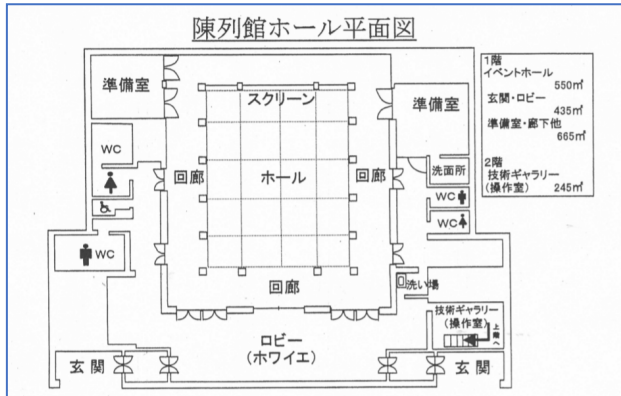 陳列館ホール平面図
1階
イベントホール
550㎡
玄関・ロビー
435㎡
準備室・廊下他
665㎡
2階
技術ギャラリー
(操作室) 245㎡
準備室
スクリーン
準備室
WC
回廊
ホール
回廊
洗面所
WC
WC
WC
回廊
洗い場
技術ギャラリー
(操作室)
上階へ
ロビー
(ホワイエ)
玄関
玄関